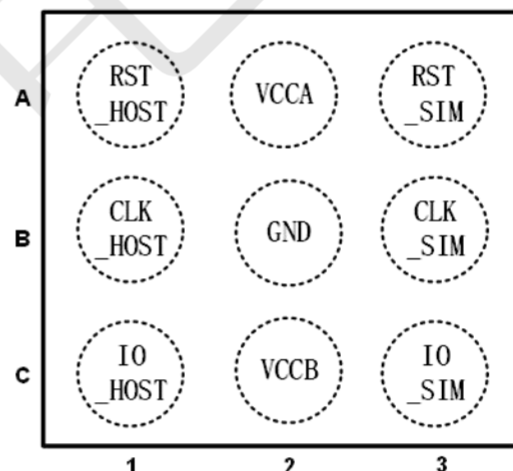 A RST _HOST VCCA RST _SIM
B CLK _HOST GND CLK _SIM
C IO _HOST VCCB IO _SIM
1 2 3